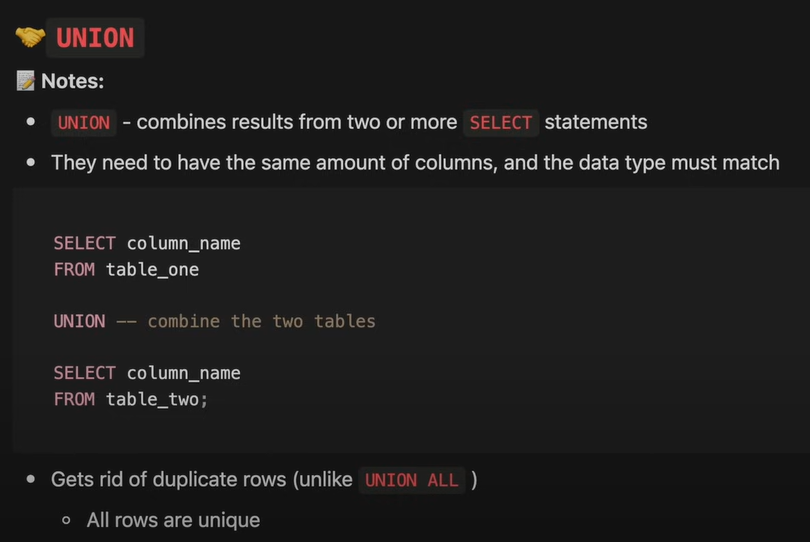 UNION
Notes:
UNION - combines results from two or more SELECT statements
They need to have the same amount of columns, and the data type must match
SELECT column_name
FROM table_one
UNION -- combine the two tables
SELECT column_name
FROM table_two;
Gets rid of duplicate rows (unlike UNION ALL )
All rows are unique